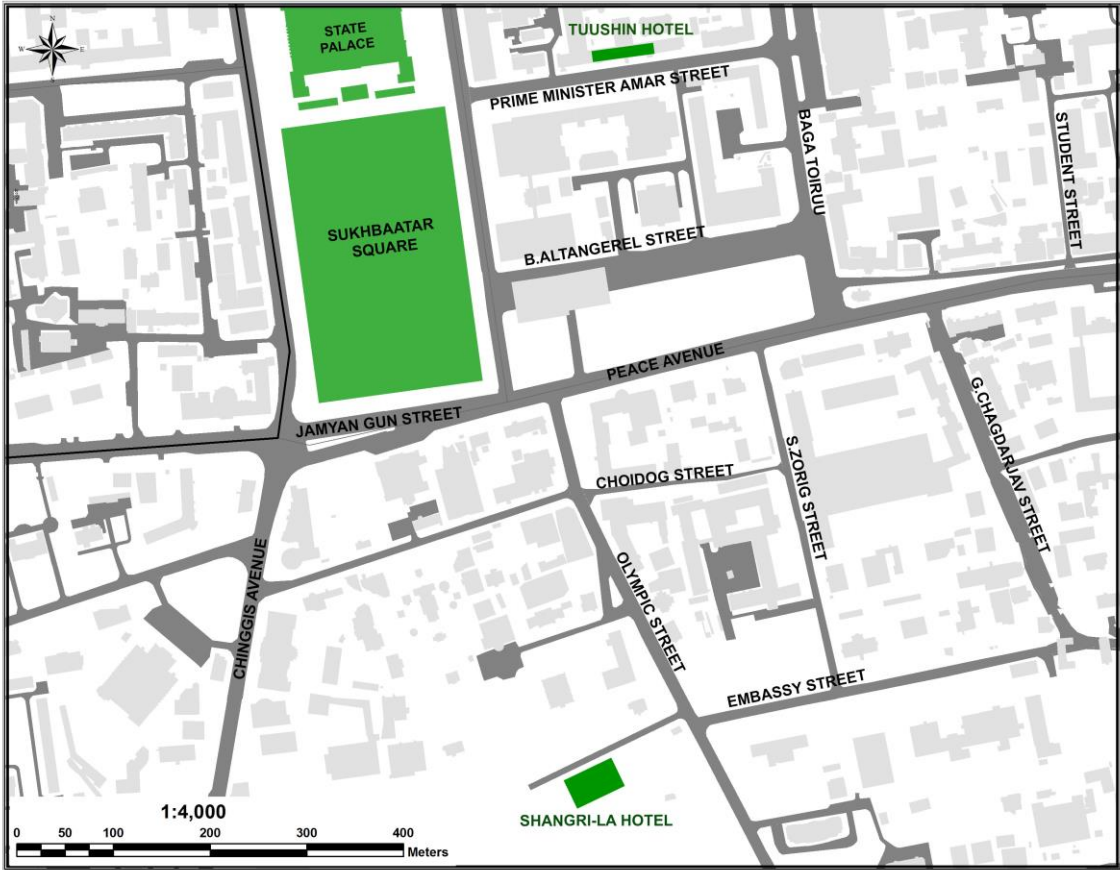 N
W
E
S
STATE
PALACE
TUUSHIN HOTEL
PRIME MINISTER AMAR STREET
BAGA TOIRUU
STUDENT STREET
SUKHBAATAR
SQUARE
B.ALTANGEREL STREET
PEACE AVENUE
JAMYAN GUN STREET
G.CHAGDARJAV STREET
CHOIDOG STREET
S.ZORIG STREET
CHINGGIS AVENUE
OLYMPIC STREET
EMBASSY STREET
SHANGRI-LA HOTEL
1:4,000
0 50 100 200 300 400
Meters